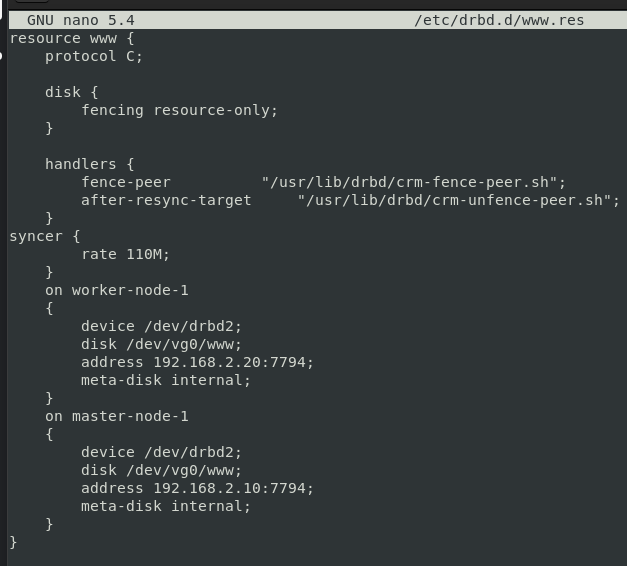 GNU nano 5.4 /etc/drbd.d/www.res
resource www {
    protocol C;

    disk {
        fencing resource-only;
    }

    handlers {
        fence-peer          "/usr/lib/drbd/crm-fence-peer.sh";
        after-resync-target     "/usr/lib/drbd/crm-unfence-peer.sh";
    }
syncer {
        rate 110M;
    }
    on worker-node-1
    {
        device /dev/drbd2;
        disk /dev/vg0/www;
        address 192.168.2.20:7794;
        meta-disk internal;
    }
    on master-node-1
    {
        device /dev/drbd2;
        disk /dev/vg0/www;
        address 192.168.2.10:7794;
        meta-disk internal;
    }
}